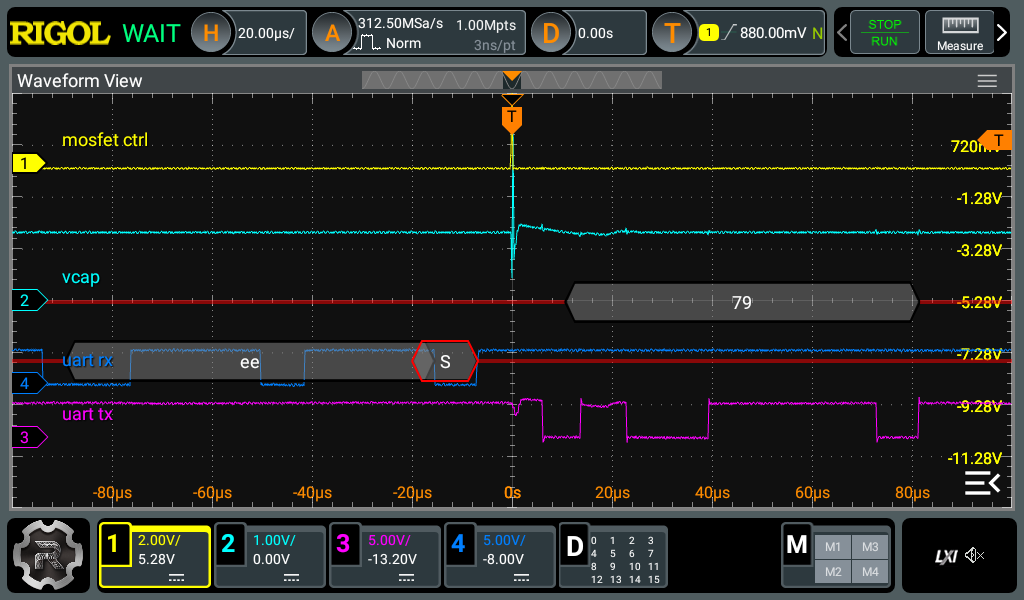 RIGOL WAIT H 20.00µs/ A 312.50MSa/s 1.00Mpts Norm 3ns/pt D 0.00s T 1 880.00mV N STOP RUN Measure
Waveform View
T
mosfet ctrl
1
T
-1.28V
-3.28V
vcap
2
79
-5.28V
uart rx
ee
S
-7.28V
4
uart tx
-9.28V
3
-11.28V
-80µs -60µs -40µs -20µs 0s 20µs 40µs 60µs 80µs
1 2.00V/ 5.28V
2 1.00V/ 0.00V
3 5.00V/ -13.20V
4 5.00V/ -8.00V
D 0 1 2 3
4 5 6 7
8 9 10 11
12 13 14 15
M M1 M3
M2 M4
LXI